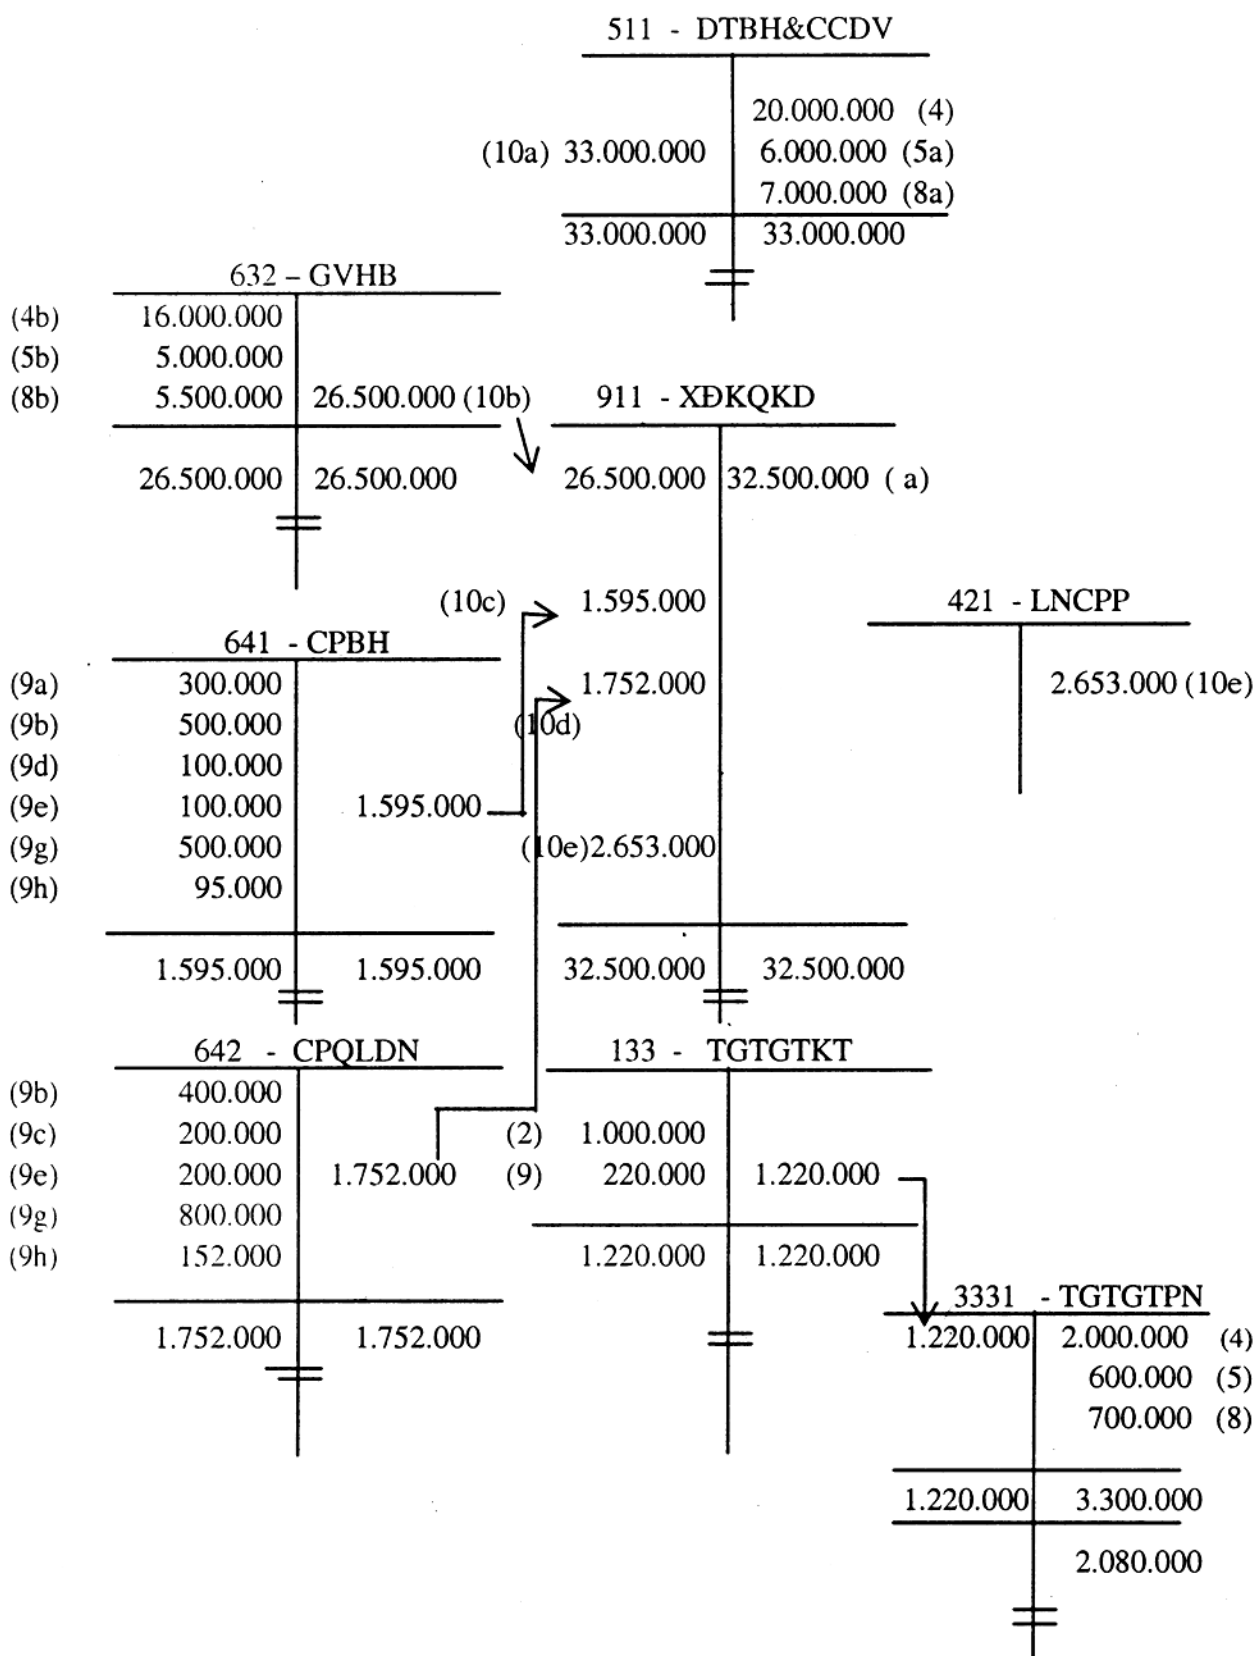 511 - DTBH&CCDV
20.000.000 (4)
(10a) 33.000.000 6.000.000 (5a)
7.000.000 (8a)
33.000.000 33.000.000
632 – GVHB
(4b) 16.000.000
(5b) 5.000.000
(8b) 5.500.000 26.500.000 (10b)
26.500.000 26.500.000
911 - XĐKQKD
26.500.000 32.500.000 ( a)
(10c) 1.595.000
1.752.000
(10d)
(10e)2.653.000
32.500.000 32.500.000
421 - LNCPP
2.653.000 (10e)
641 - CPBH
(9a) 300.000
(9b) 500.000
(9d) 100.000
(9e) 100.000 1.595.000
(9g) 500.000
(9h) 95.000
1.595.000 1.595.000
642 - CPQLDN
(9b) 400.000
(9c) 200.000
(9e) 200.000 1.752.000
(9g) 800.000
(9h) 152.000
1.752.000 1.752.000
133 - TGTGTKT
(2) 1.000.000
(9) 220.000 1.220.000
1.220.000 1.220.000
3331 - TGTGTPN
1.220.000 2.000.000 (4)
600.000 (5)
700.000 (8)
1.220.000 3.300.000
2.080.000